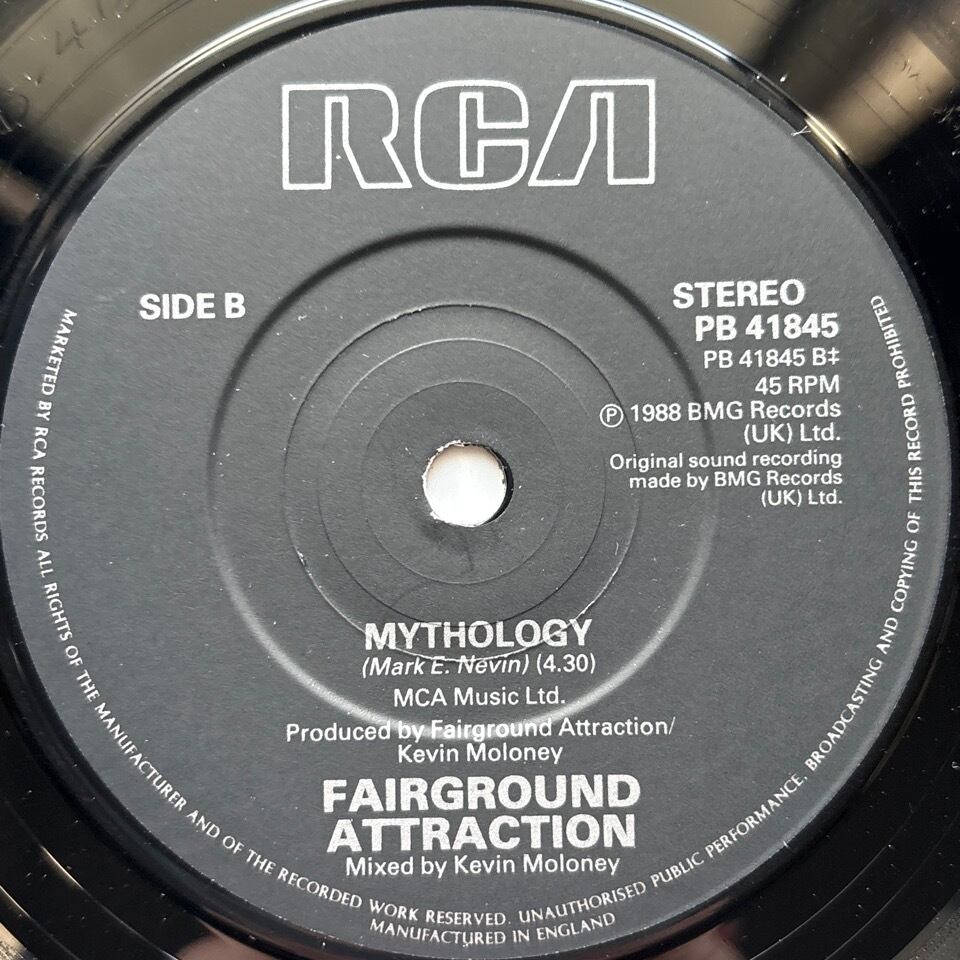 RCA
SIDE B
STEREO
PB 41845
PB 41845 B‡
45 RPM
℗ 1988 BMG Records
(UK) Ltd.
Original sound recording
made by BMG Records
(UK) Ltd.
MYTHOLOGY
(Mark E. Nevin) (4.30)
MCA Music Ltd.
Produced by Fairground Attraction/
Kevin Moloney
FAIRGROUND
ATTRACTION
Mixed by Kevin Moloney
MARKETED BY RCA RECORDS ALL RIGHTS OF THE MANUFACTURER AND OF THE RECORDED WORK RESERVED. UNAUTHORISED PUBLIC PERFORMANCE, BROADCASTING AND COPYING OF THIS RECORD PROHIBITED
MANUFACTURED IN ENGLAND